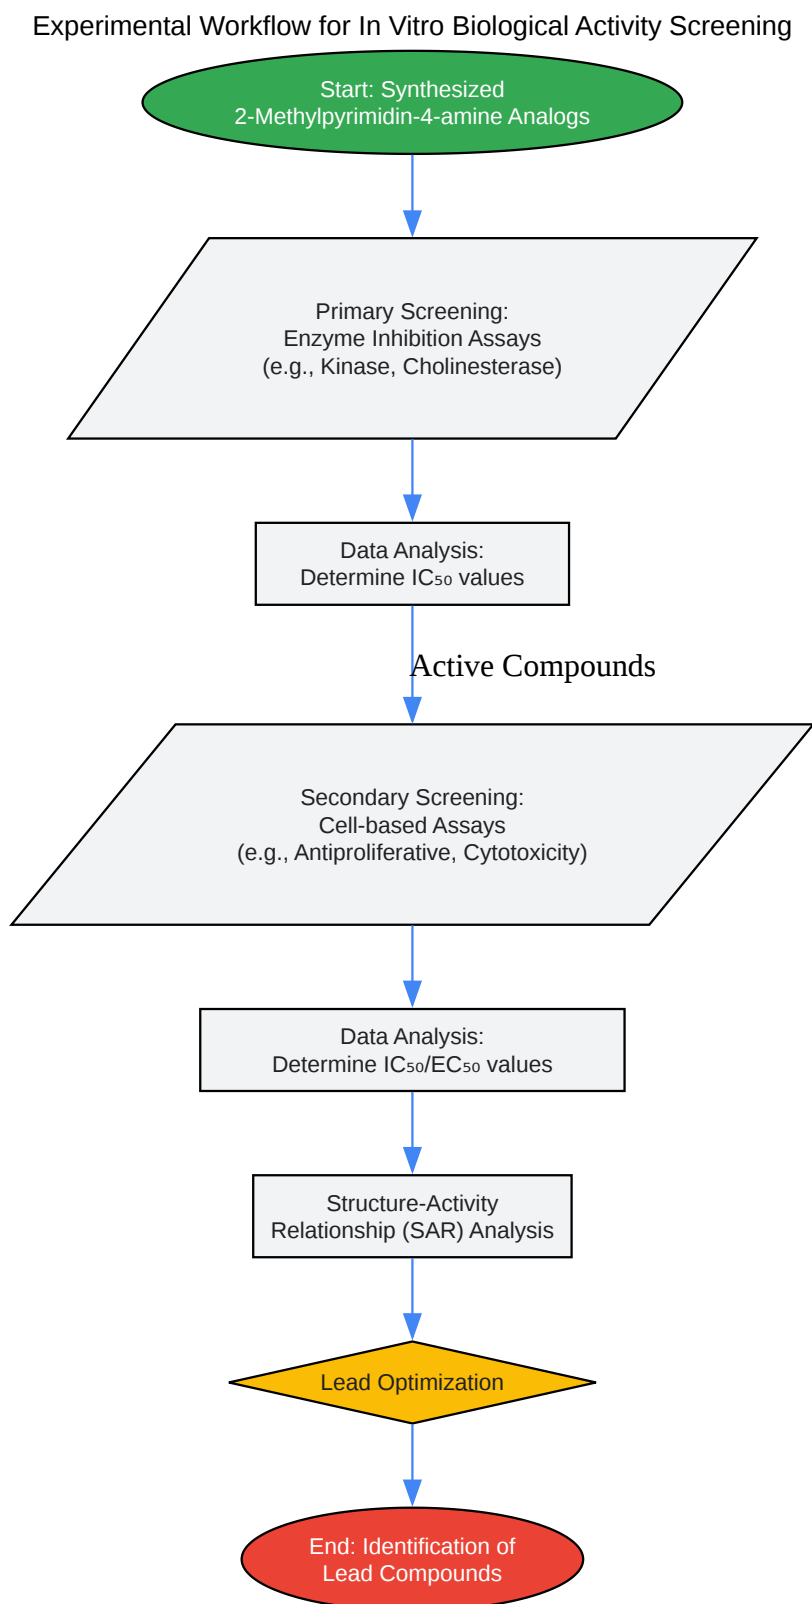 Experimental Workflow for In Vitro Biological Activity Screening
Start: Synthesized
2-Methylpyrimidin-4-amine Analogs
Primary Screening:
Enzyme Inhibition Assays
(e.g., Kinase, Cholinesterase)
Data Analysis:
Determine IC₅₀ values
Active Compounds
Secondary Screening:
Cell-based Assays
(e.g., Antiproliferative, Cytotoxicity)
Data Analysis:
Determine IC₅₀/EC₅₀ values
Structure-Activity
Relationship (SAR) Analysis
Lead Optimization
End: Identification of
Lead Compounds